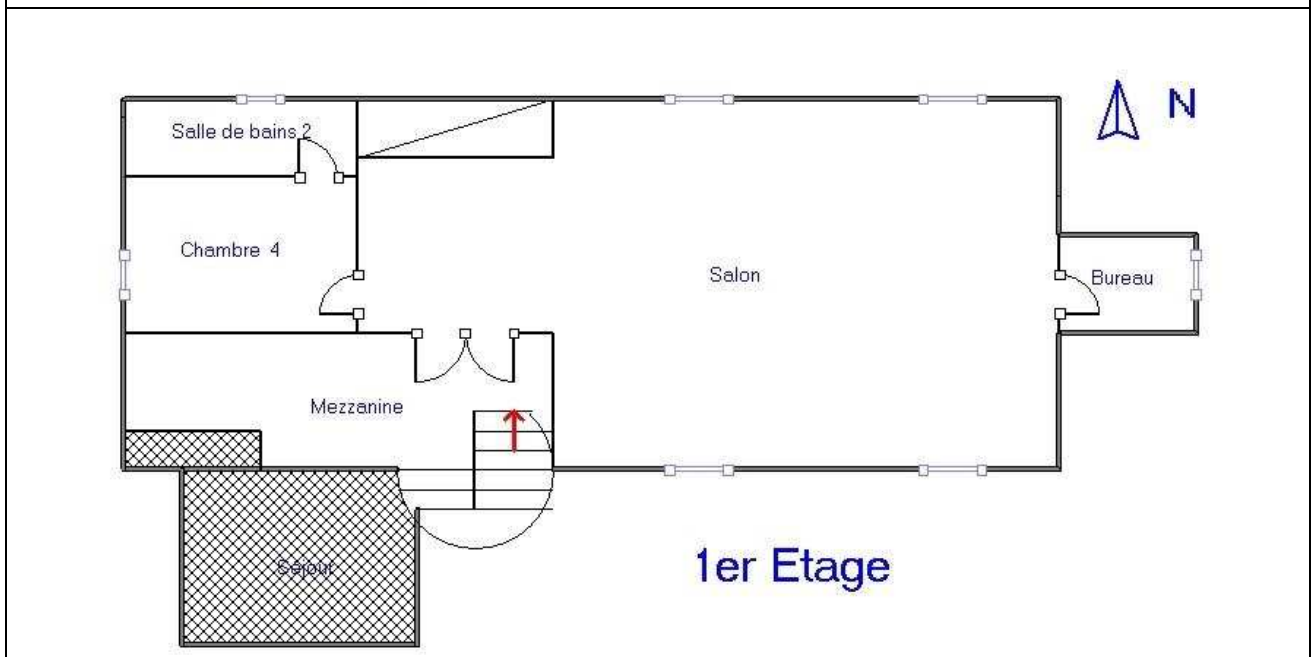 N
Salle de bains 2
Chambre 4
Salon
Bureau
Mezzanine
Séjour
1er Etage